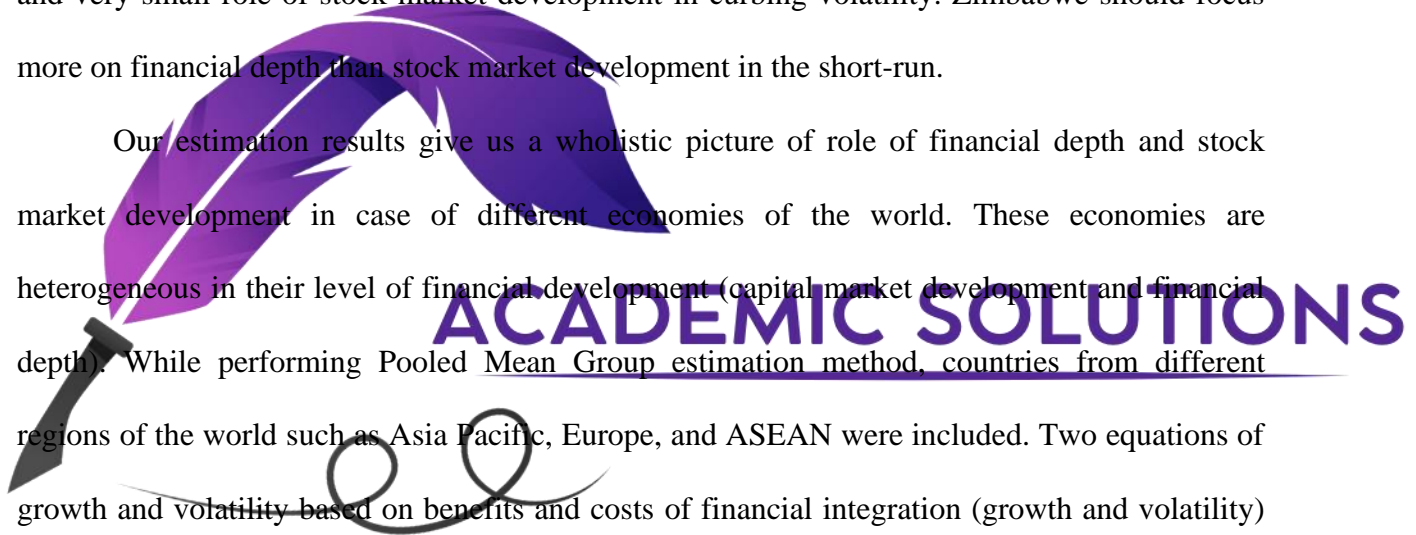 and very small role of stock market development in curbing volatility. Zimbabwe should focus
more on financial depth than stock market development in the short-run.
Our estimation results give us a wholistic picture of role of financial depth and stock
market development in case of different economies of the world. These economies are
heterogeneous in their level of financial development (capital market development and financial
ACADEMIC SOLUTIONS
depth). While performing Pooled Mean Group estimation method, countries from different
regions of the world such as Asia Pacific, Europe, and ASEAN were included. Two equations of
growth and volatility based on benefits and costs of financial integration (growth and volatility)